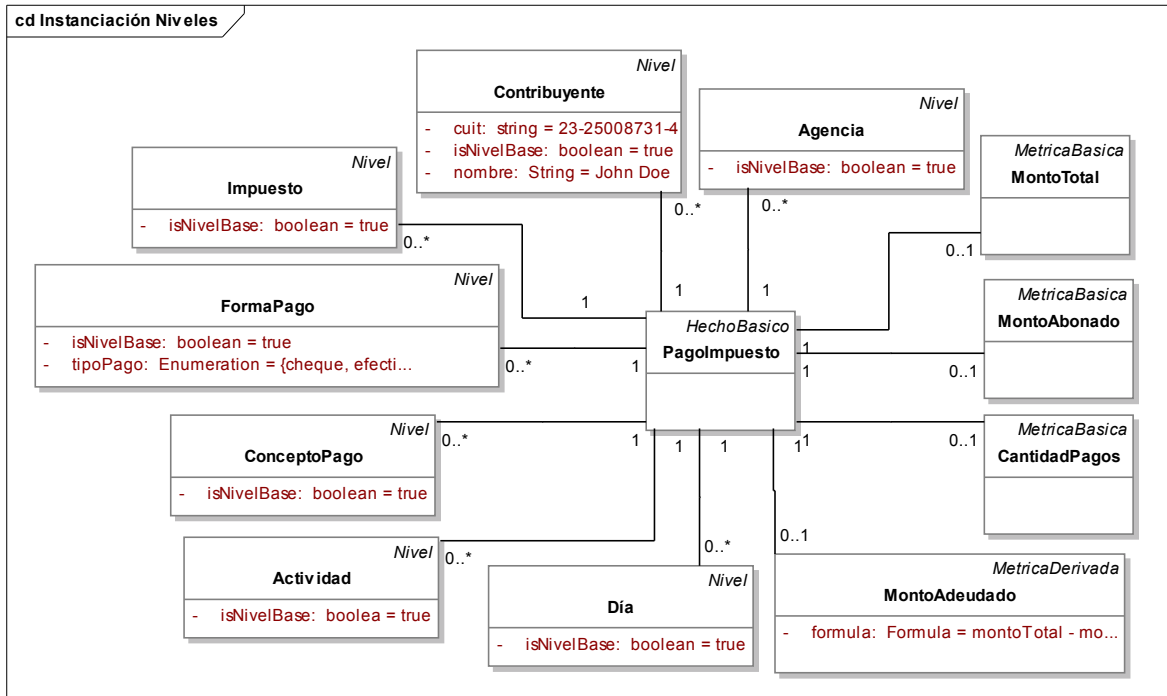 cd Instanciación Niveles
Nivel
Contribuyente
- cuit: string = 23-25008731-4
- isNivelBase: boolean = true
- nombre: String = John Doe
Nivel
Agencia
- isNivelBase: boolean = true
MetricaBasica
MontoTotal
Nivel
Impuesto
- isNivelBase: boolean = true
0..*
0..*
0..*
0..1
Nivel
FormaPago
- isNivelBase: boolean = true
- tipoPago: Enumeration = {cheque, efecti...
0..*
1
1
1
1
HechoBasico
PagoImpuesto
1
1
MetricaBasica
MontoAbonado
0..1
Nivel
ConceptoPago
- isNivelBase: boolean = true
0..*
1
1
1
1
1
MetricaBasica
CantidadPagos
0..1
Nivel
Actividad
- isNivelBase: boolea = true
0..*
0..*
Nivel
Día
- isNivelBase: boolean = true
0..1
MetricaDerivada
MontoAdeudado
- formula: Formula = montoTotal - mo...